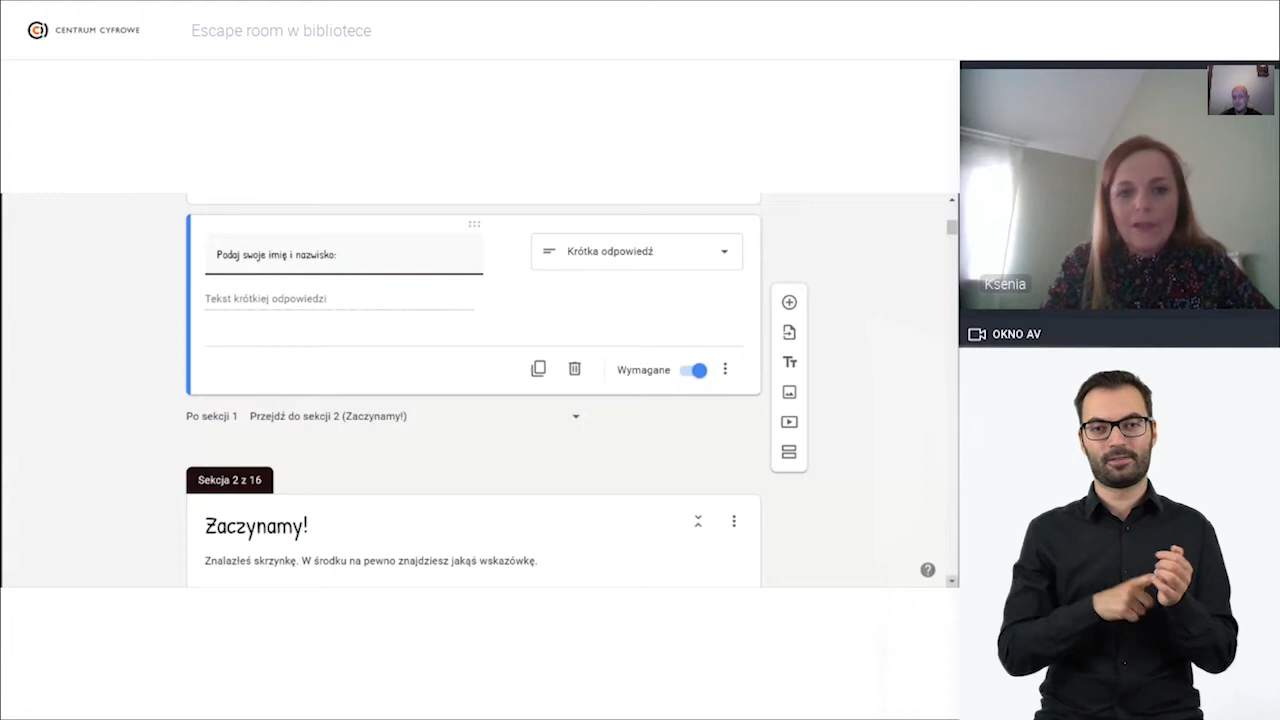 CENTRUM CYFROWE
Escape room w bibliotece
Podaj swoje imię i nazwisko:
Krótka odpowiedź
Tekst krótkiej odpowiedzi
Wymagane
Po sekcji 1 Przejdź do sekcji 2 (Zaczynamy!)
Sekcja 2 z 16
Zaczynamy!
Znalazłeś skrzynkę. W środku na pewno znajdziesz jakąś wskazówkę.
Tт
?
Ksenia
OKNO AV